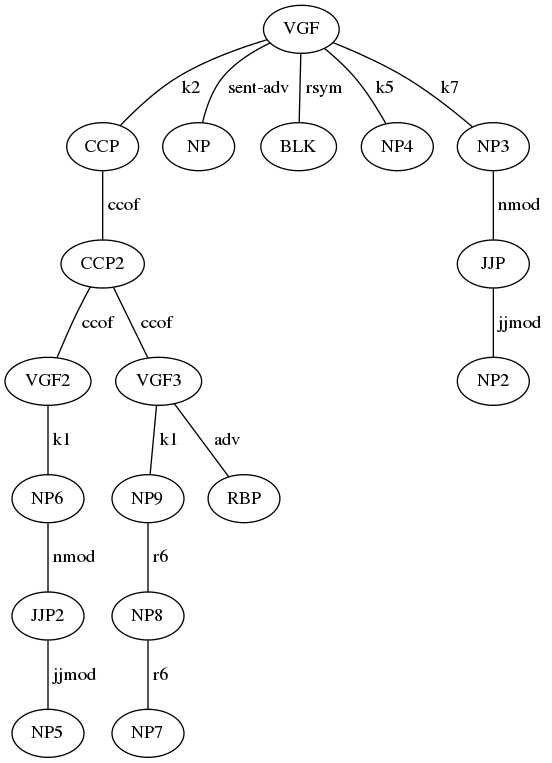 VGF
k2 sent-adv rsym k5 k7
CCP NP BLK NP4 NP3
ccof nmod
CCP2 JJP
ccof ccof jjmod
VGF2 VGF3 NP2
k1 k1 adv
NP6 NP9 RBP
nmod r6
JJP2 NP8
jjmod r6
NP5 NP7